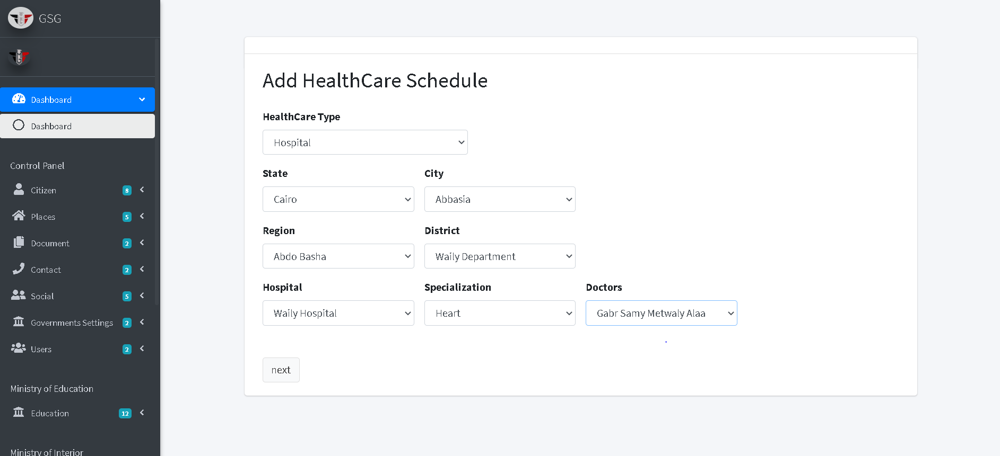 GSG
Dashboard
Dashboard
Control Panel
Citizen 8
Places 5
Document 2
Contact 2
Social 5
Governments Settings 2
Users 2
Ministry of Education
Education 12
Ministry of Interior
Add HealthCare Schedule
HealthCare Type
Hospital
State City
Cairo Abbasia
Region District
Abdo Basha Waily Department
Hospital Specialization Doctors
Waily Hospital Heart Gabr Samy Metwaly Alaa
next